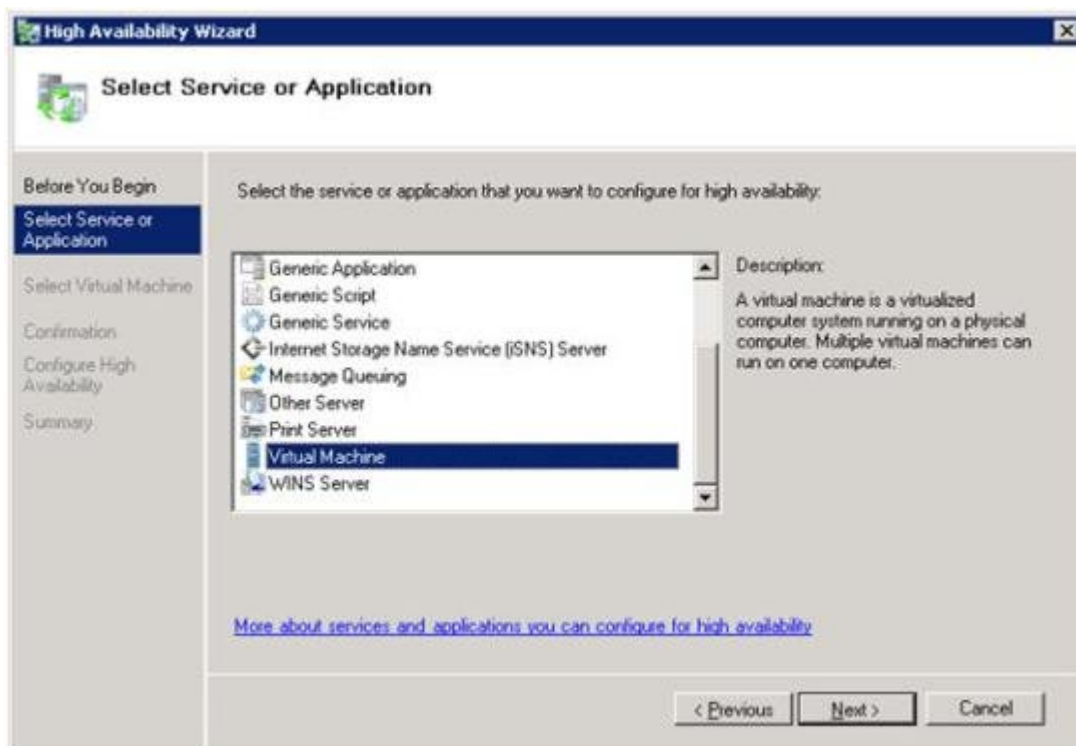 High Availability Wizard
Select Service or Application
Before You Begin
Select Service or
Application
Select Virtual Machine
Confirmation
Configure High
Availability
Summary
Select the service or application that you want to configure for high availability:
Generic Application
Generic Script
Generic Service
Internet Storage Name Service (iSNS) Server
Message Queuing
Other Server
Print Server
Virtual Machine
WINS Server
Description:
A virtual machine is a virtualized
computer system running on a physical
computer. Multiple virtual machines can
run on one computer.
More about services and applications you can configure for high availability
< Previous
Next >
Cancel